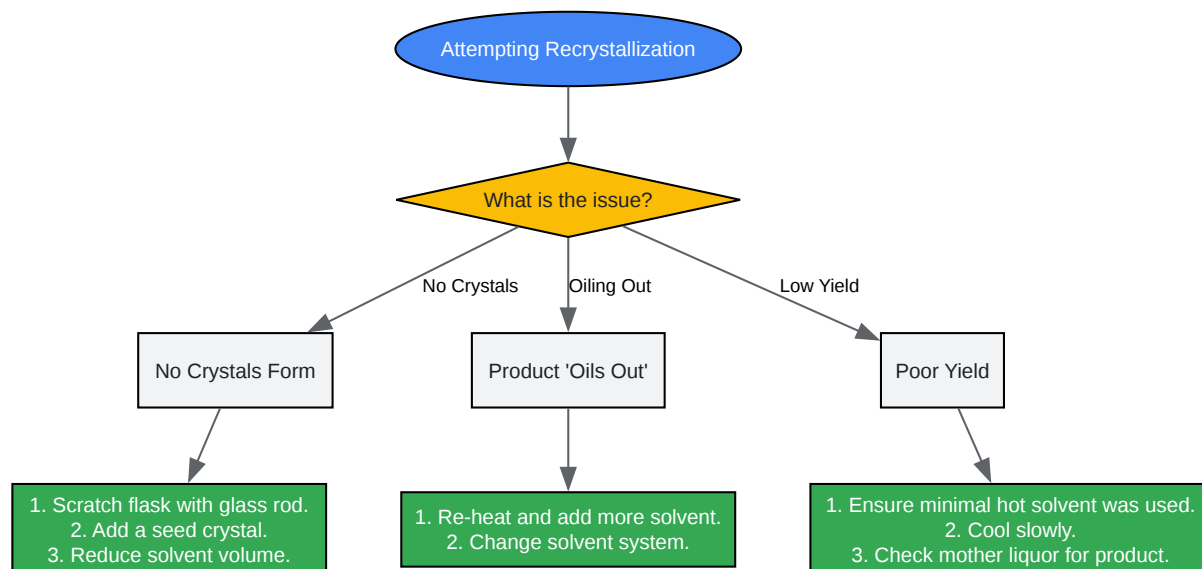 Attempting Recrystallization
What is the issue?
No Crystals
Oiling Out
Low Yield
No Crystals Form
Product 'Oils Out'
Poor Yield
1. Scratch flask with glass rod.
2. Add a seed crystal.
3. Reduce solvent volume.
1. Re-heat and add more solvent.
2. Change solvent system.
1. Ensure minimal hot solvent was used.
2. Cool slowly.
3. Check mother liquor for product.